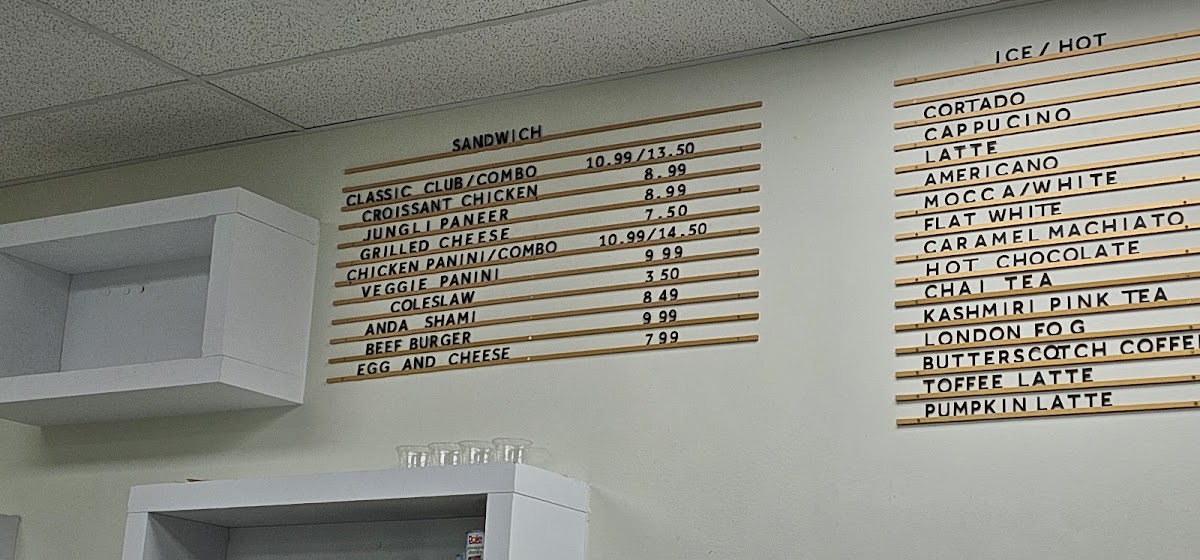 SANDWICH
CLASSIC CLUB/COMBO 10.99/13.50
CROISSANT CHICKEN 8.99
JUNGLI PANEER 8.99
GRILLED CHEESE 7.50
CHICKEN PANINI/COMBO 10.99/14.50
VEGGIE PANINI 9 99
COLESLAW 3 50
ANDA SHAMI 8 49
BEEF BURGER 9 99
EGG AND CHEESE 7 99
ICE/HOT
CORTADO
CAPPUCINO
LATTE
AMERICANO
MOCCA/WHITE
FLAT WHITE
CARAMEL MACHIATO
HOT CHOCOLATE
CHAI TEA
KASHMIRI PINK TEA
LONDON FOG
BUTTERSCOTCH COFFE
TOFFEE LATTE
PUMPKIN LATTE
Dole